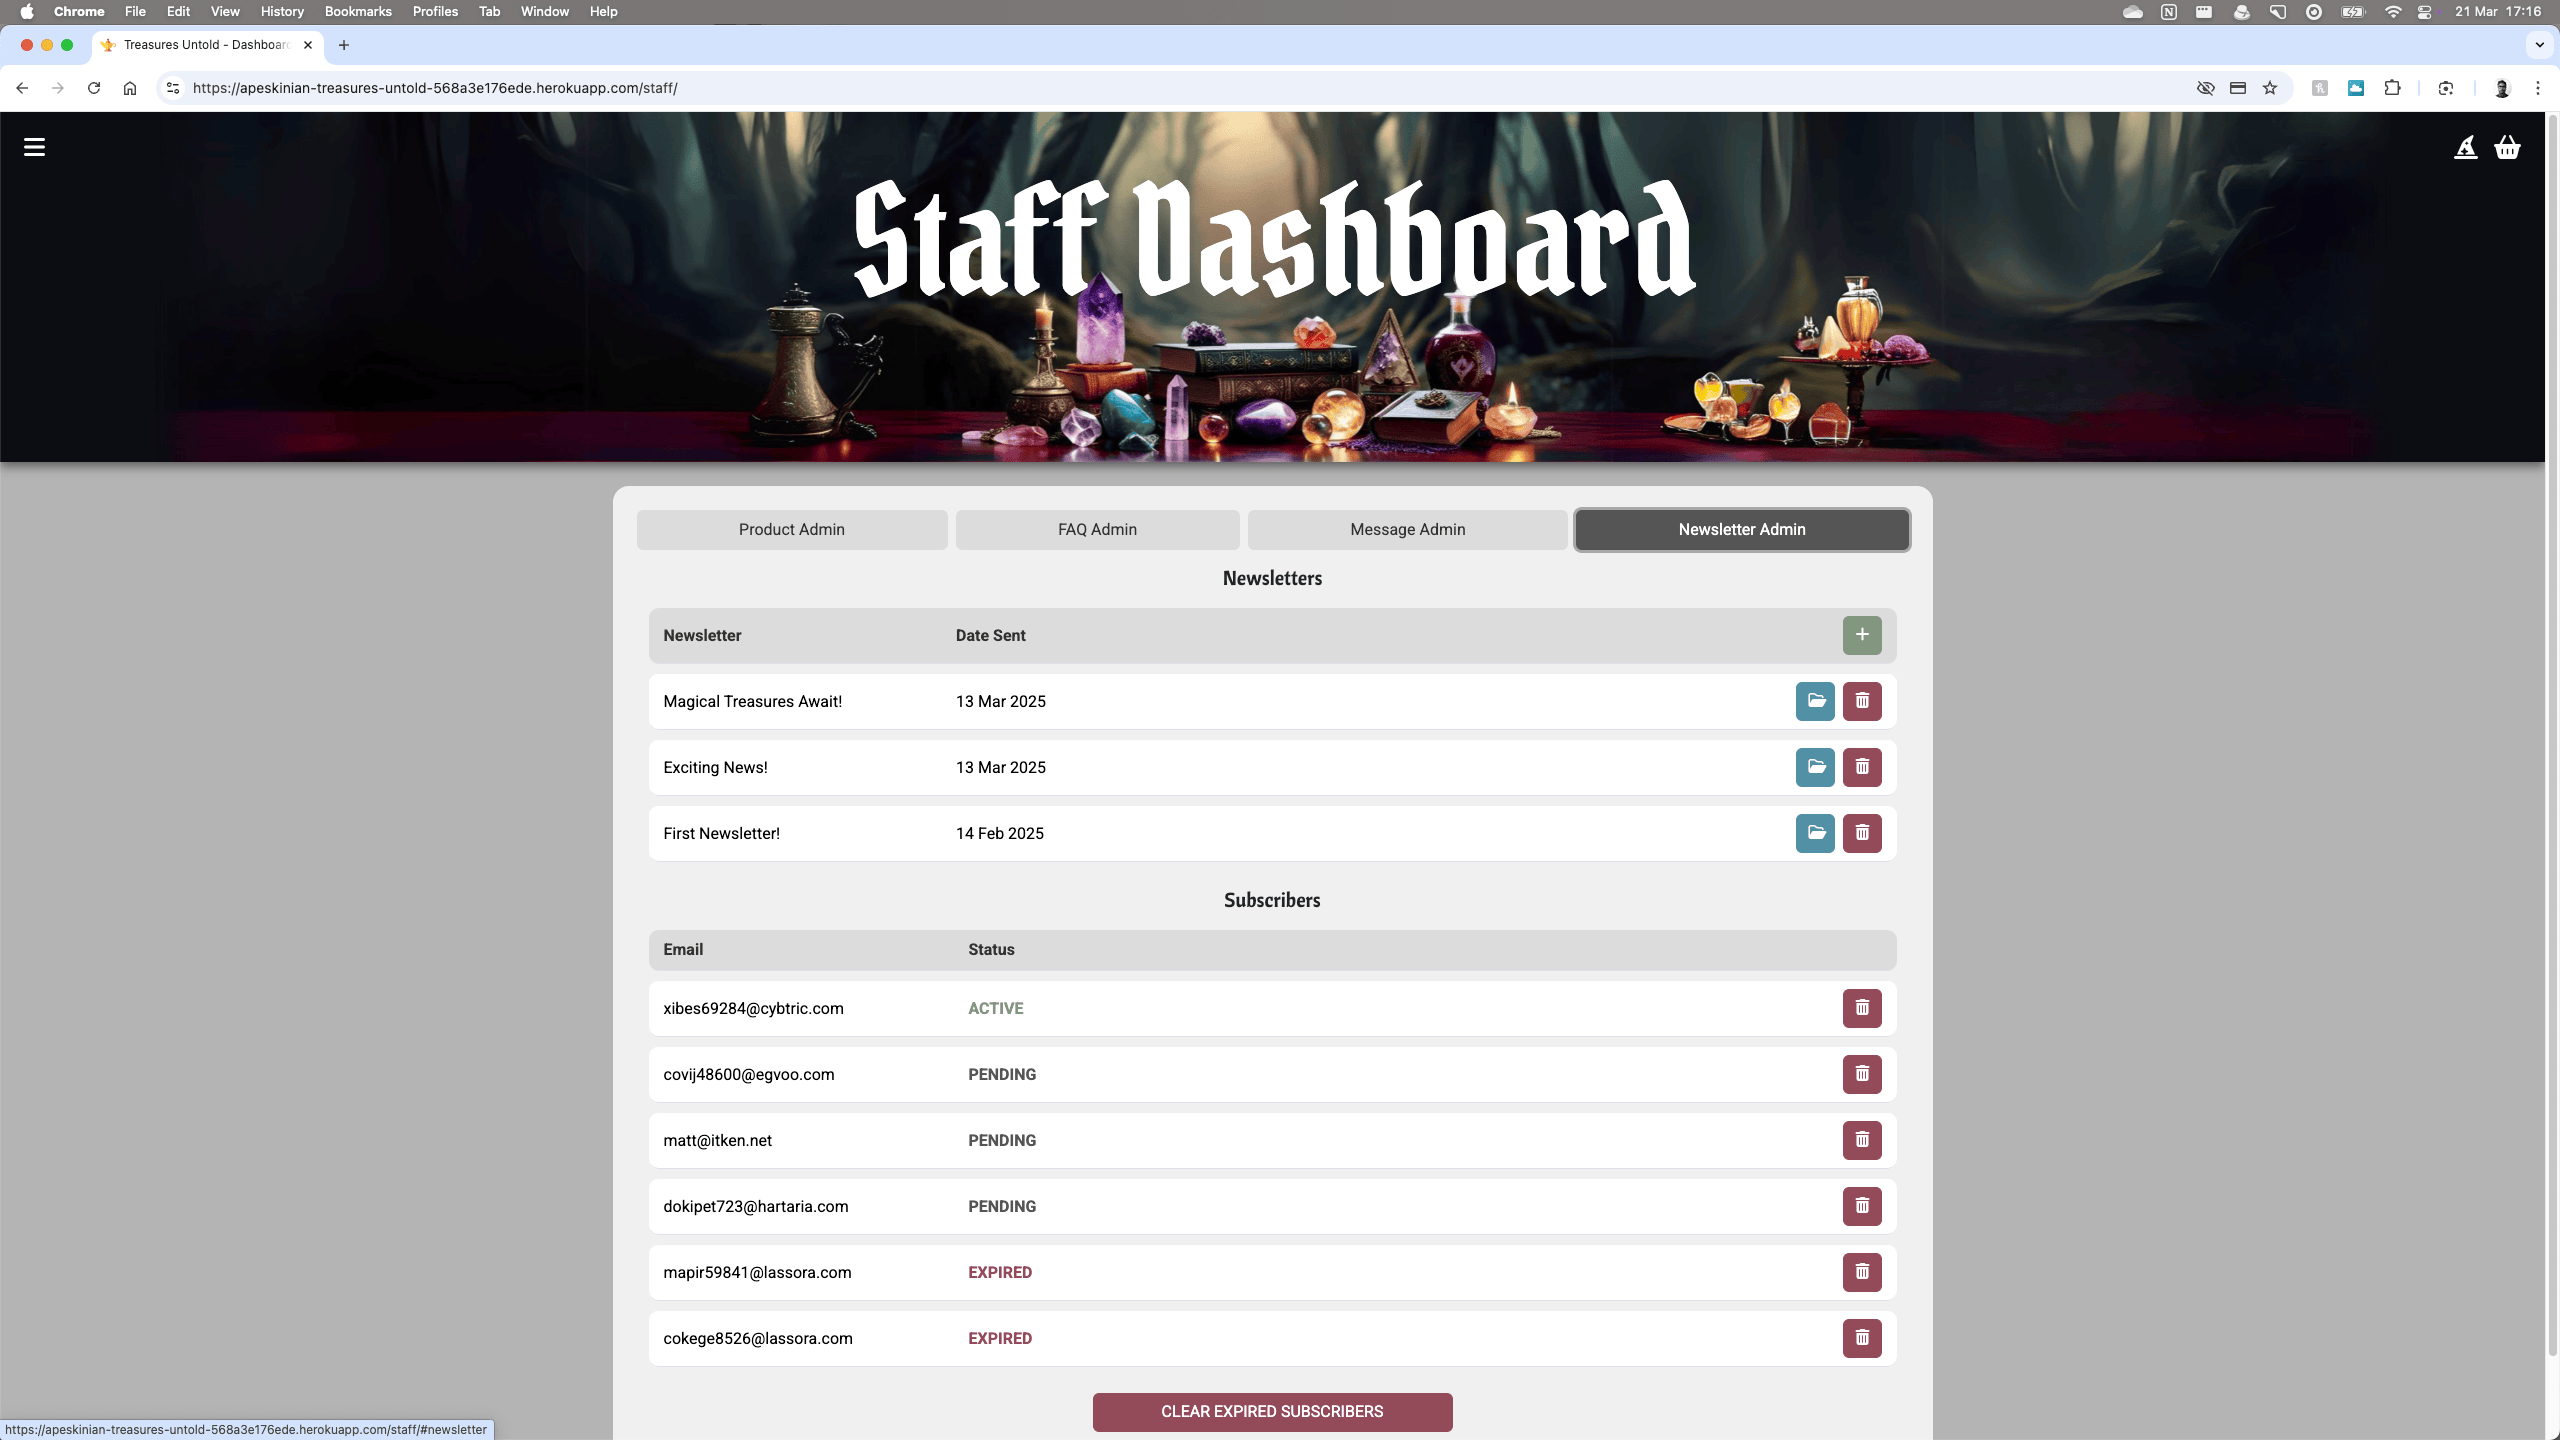 Chrome File Edit View History Bookmarks Profiles Tab Window Help 21 Mar 17:16
Treasures Untold - Dashboard
https://apeskinian-treasures-untold-568a3e176ede.herokuapp.com/staff/
Staff Dashboard
Product Admin FAQ Admin Message Admin Newsletter Admin
Newsletters
Newsletter Date Sent
Magical Treasures Await! 13 Mar 2025
Exciting News! 13 Mar 2025
First Newsletter! 14 Feb 2025
Subscribers
Email Status
xibes69284@cybtric.com ACTIVE
covij48600@egvoo.com PENDING
matt@itken.net PENDING
dokipet723@hartaria.com PENDING
mapir59841@lassora.com EXPIRED
cokege8526@lassora.com EXPIRED
CLEAR EXPIRED SUBSCRIBERS
https://apeskinian-treasures-untold-568a3e176ede.herokuapp.com/staff/#newsletter